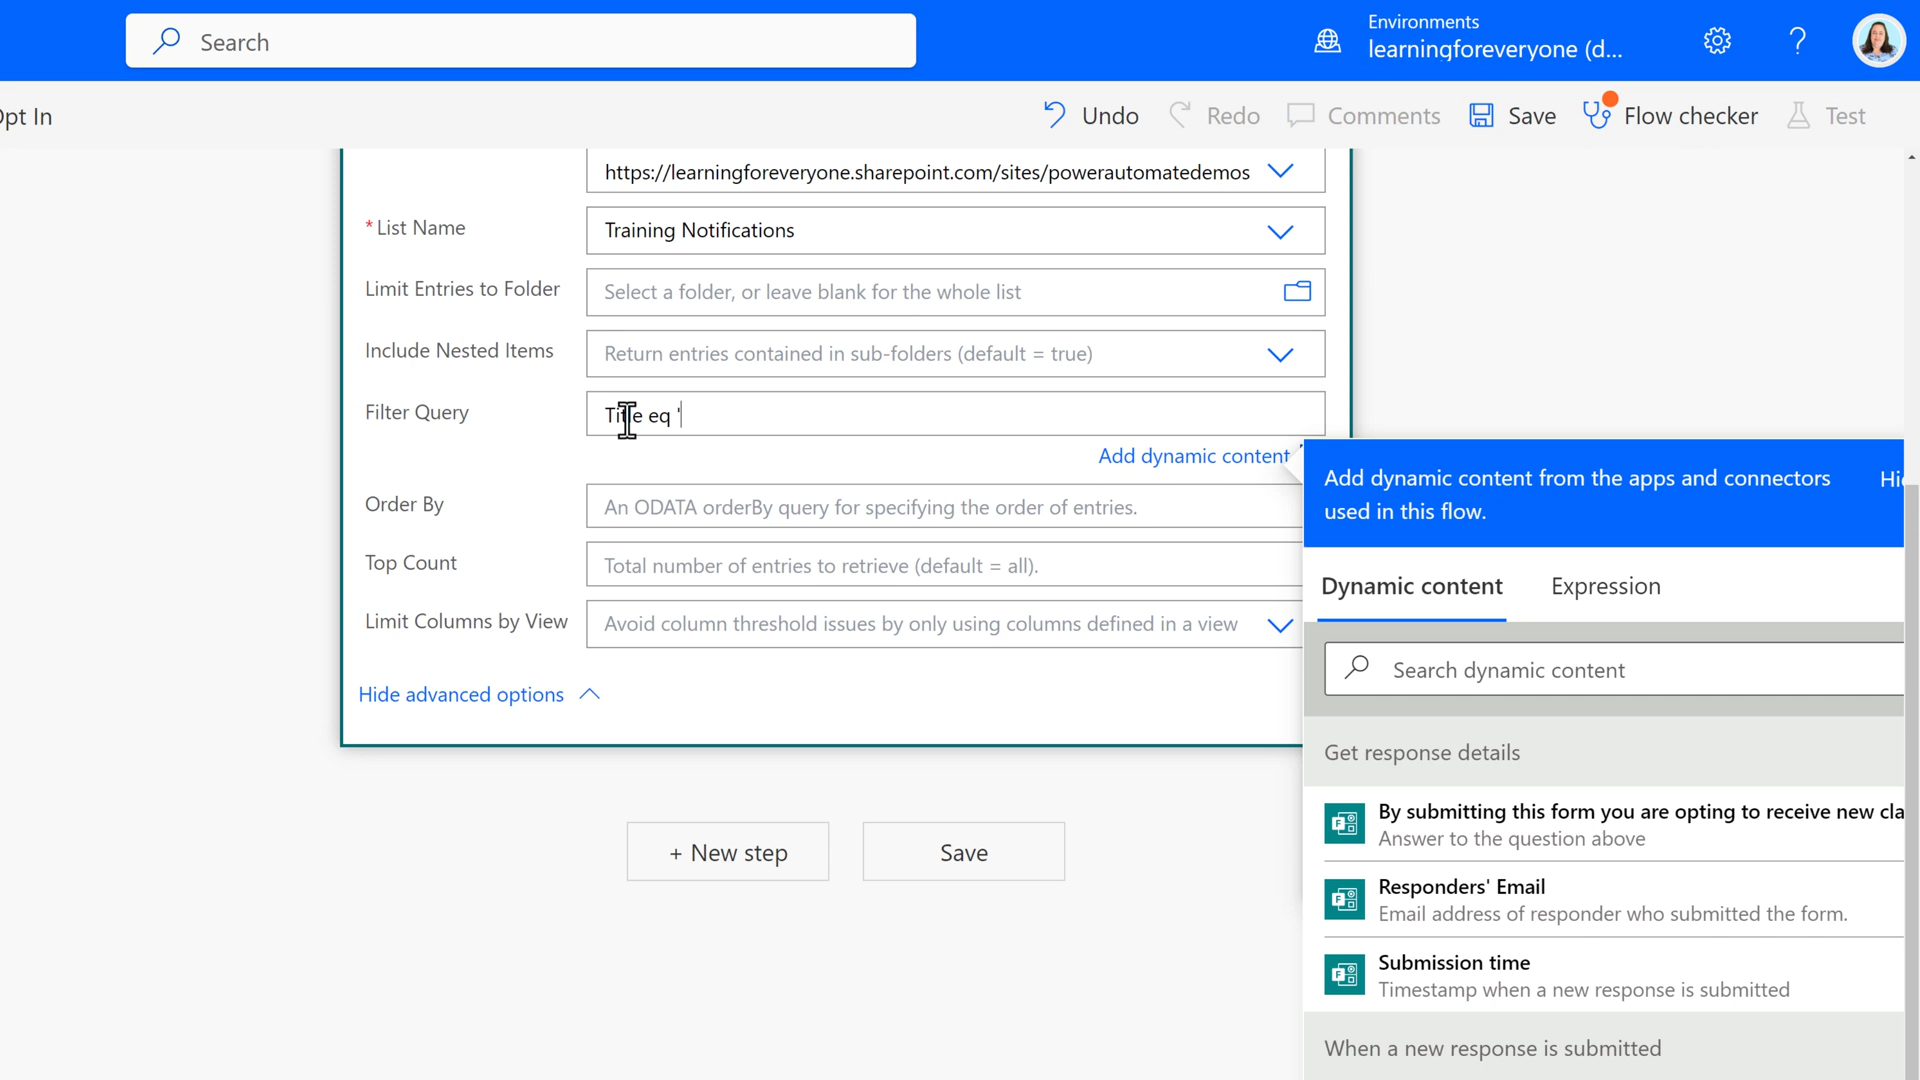 Search
Environments
learningforeveryone (d...
Opt In
Undo
Redo
Comments
Save
Flow checker
Test
https://learningforeveryone.sharepoint.com/sites/powerautomatedemos
* List Name
Training Notifications
Limit Entries to Folder
Select a folder, or leave blank for the whole list
Include Nested Items
Return entries contained in sub-folders (default = true)
Filter Query
Title eq '
Add dynamic content
Add dynamic content from the apps and connectors
used in this flow.
Order By
An ODATA orderBy query for specifying the order of entries.
Top Count
Total number of entries to retrieve (default = all).
Limit Columns by View
Avoid column threshold issues by only using columns defined in a view
Hide advanced options
Dynamic content
Expression
Search dynamic content
Get response details
By submitting this form you are opting to receive new cla
Answer to the question above
Responders' Email
Email address of responder who submitted the form.
Submission time
Timestamp when a new response is submitted
When a new response is submitted
+ New step
Save